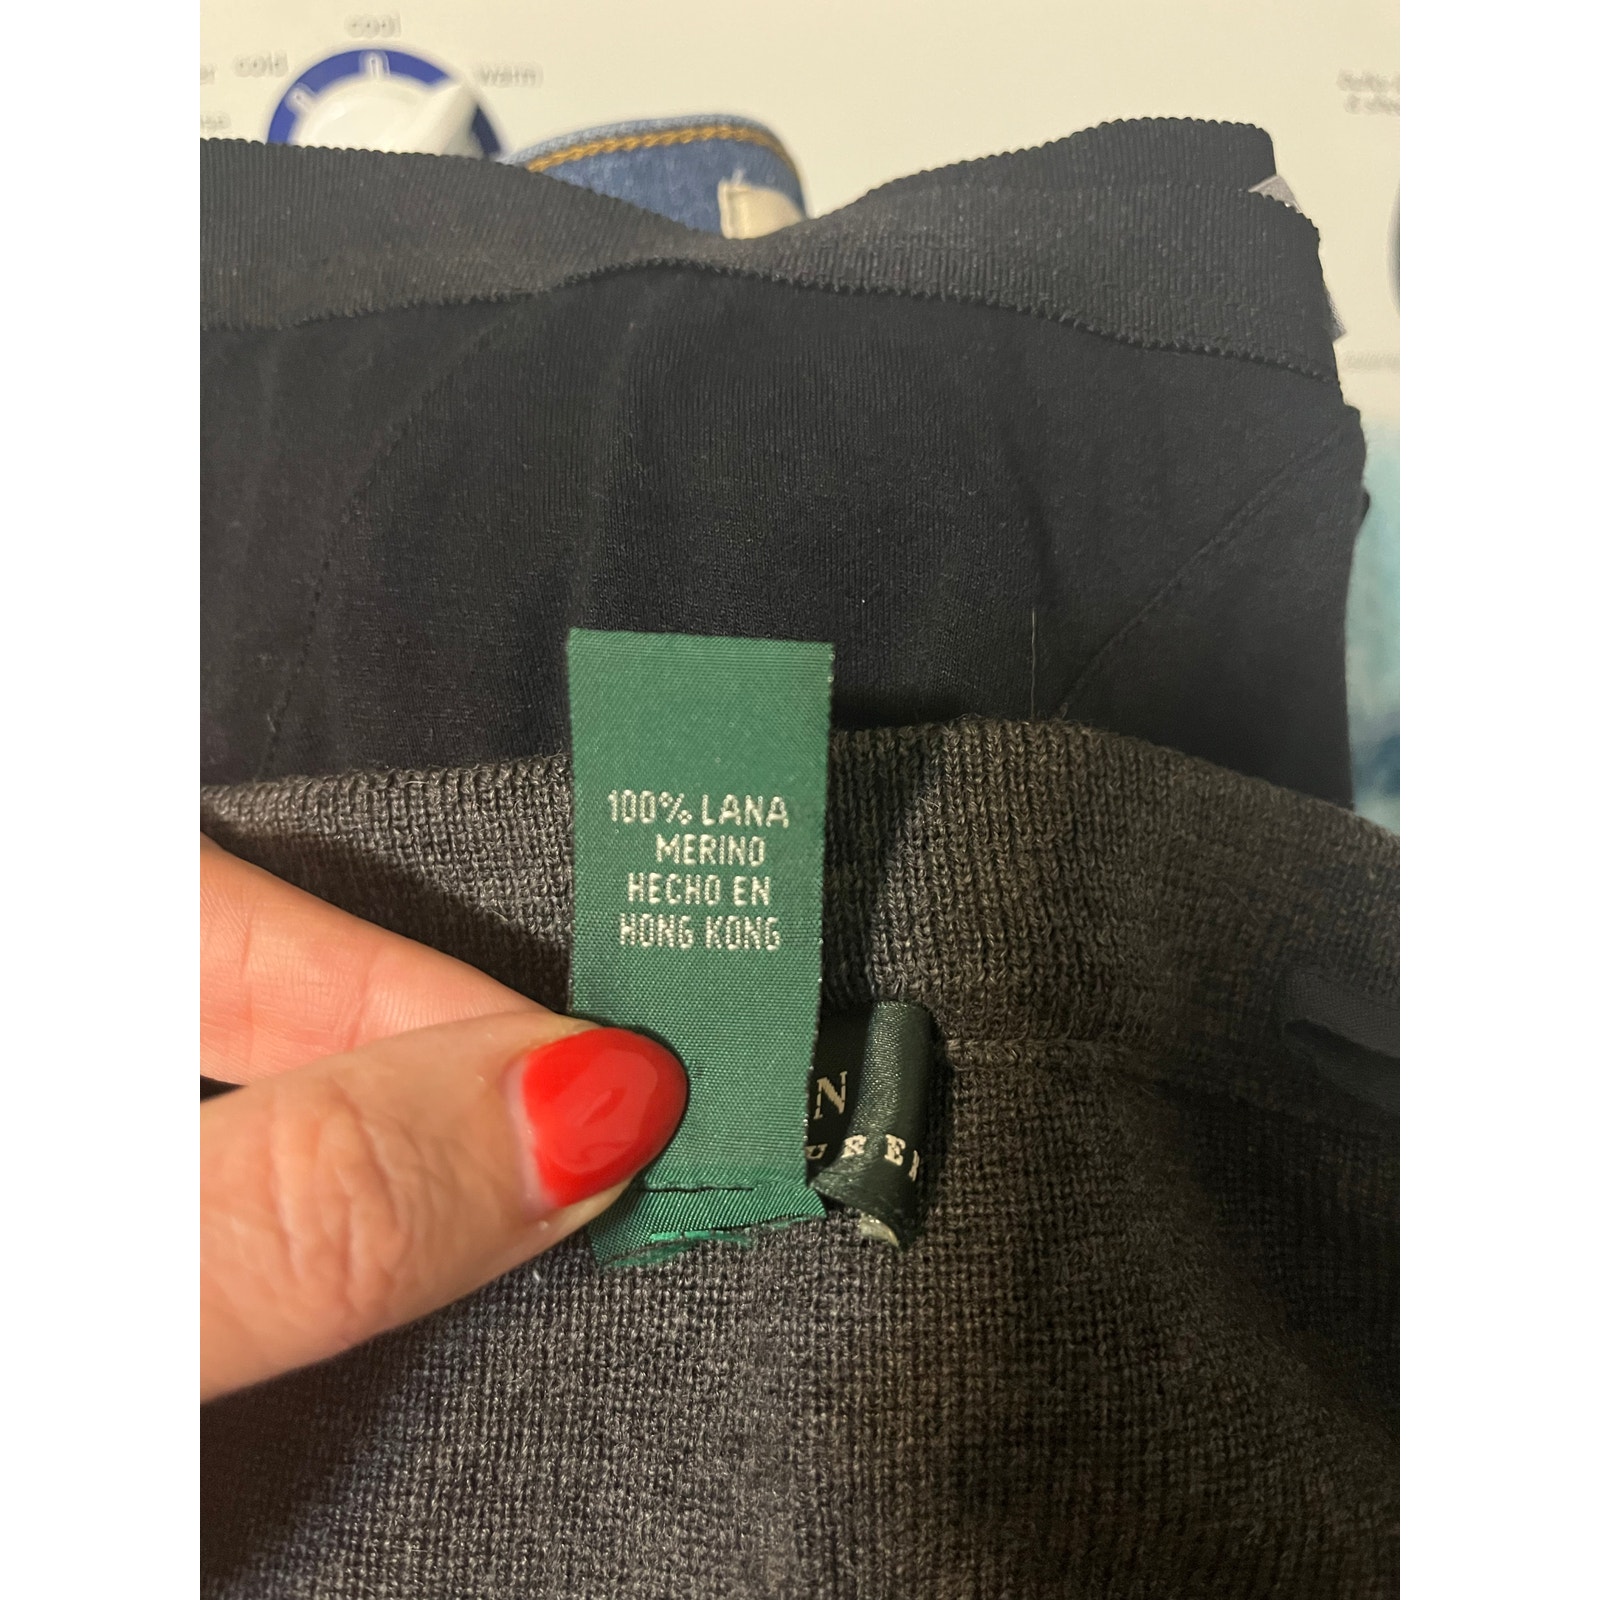 cool
cold
warm
100% LANA
MERINO
HECHO EN
HONG KONG
N